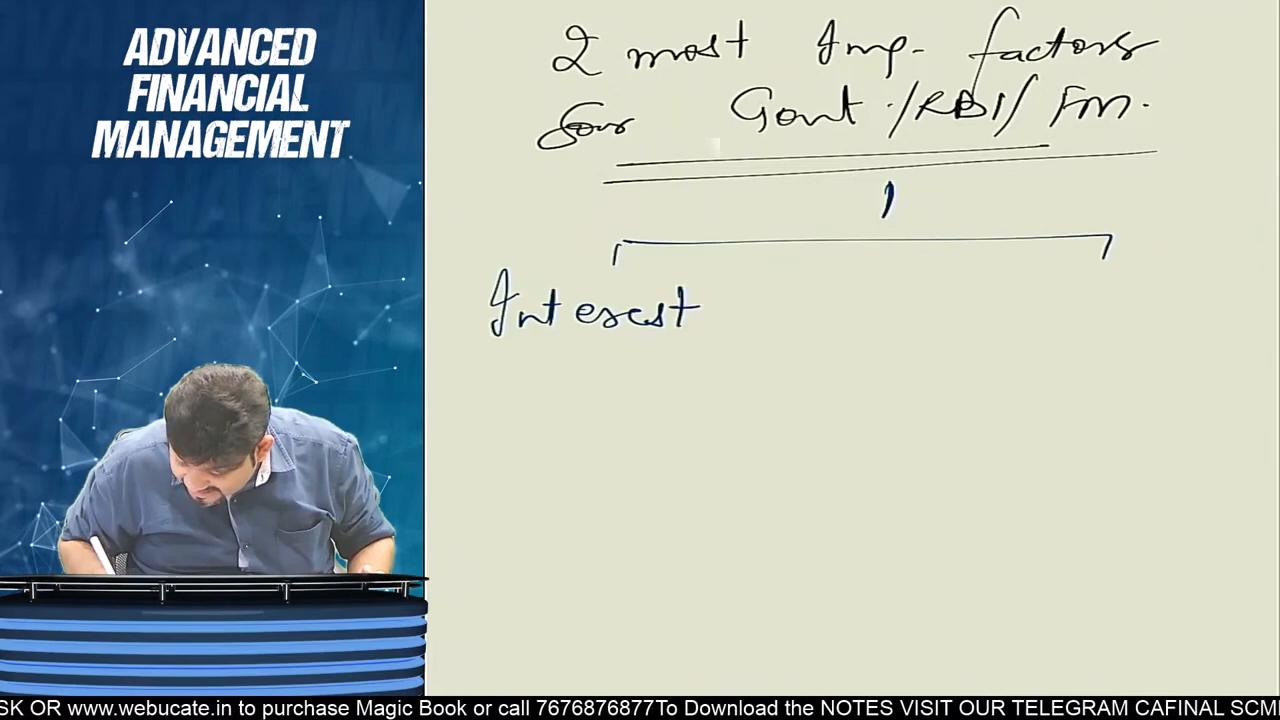 ADVANCED
FINANCIAL
MANAGEMENT
2 most Imp. factors
for Govt./RBI/FM.
Interest
SK OR www.webucate.in to purchase Magic Book or call 7676876877To Download the NOTES VISIT OUR TELEGRAM CAFINAL SCM